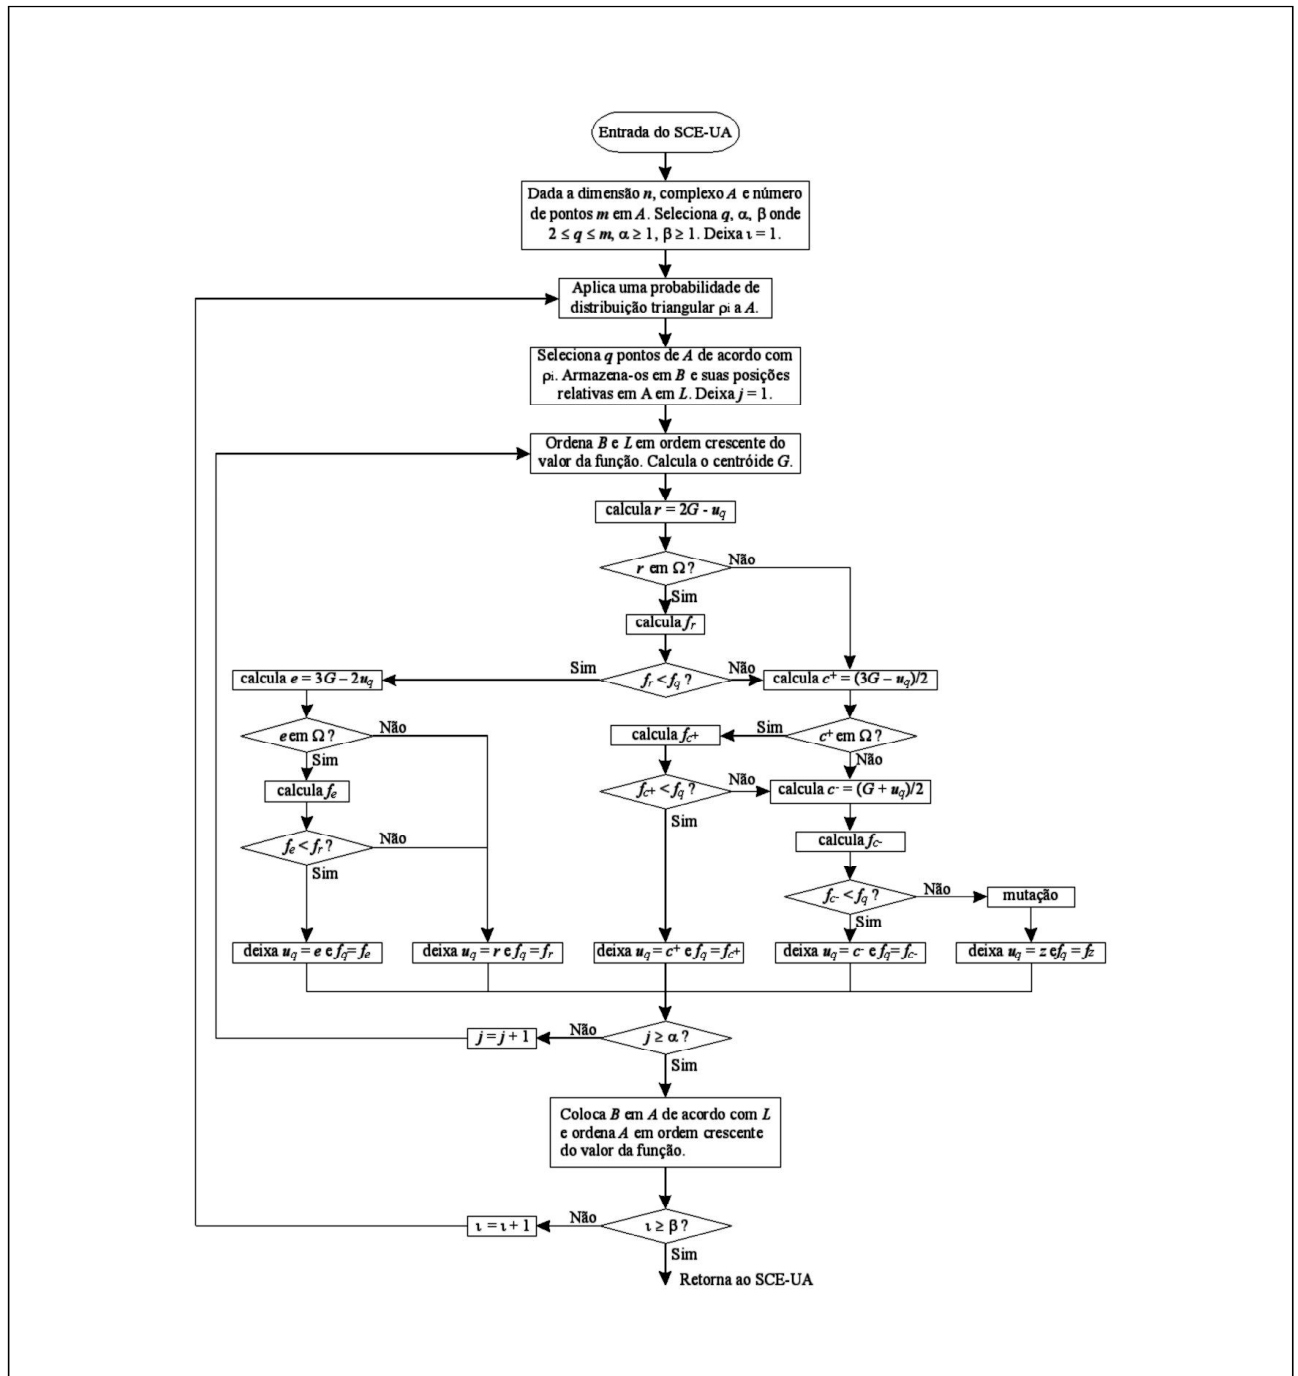 Entrada do SCE-UA
Dada a dimensão n, complexo A e número
de pontos m em A. Seleciona q, α, β onde
2 ≤ q ≤ m, α ≥ 1, β ≥ 1. Deixa ι = 1.
Aplica uma probabilidade de
distribuição triangular ρi a A.
Seleciona q pontos de A de acordo com
ρi. Armazena-os em B e suas posições
relativas em A em L. Deixa j = 1.
Ordena B e L em ordem crescente do
valor da função. Calcula o centróide G.
calcula r = 2G - uq
r em Ω?
Não
Sim
calcula fr
fr < fq ?
Sim
Não
calcula e = 3G – 2uq
calcula c+ = (3G – uq)/2
e em Ω?
Não
Sim
calcula fc+
Sim
c+ em Ω?
Não
calcula fe
fc+ < fq ?
Não
Sim
calcula c- = (G + uq)/2
fe < fr ?
Não
Sim
calcula fc-
fc- < fq ?
Não
Sim
mutação
deixa uq = e e fq= fe
deixa uq = r e fq = fr
deixa uq = c+ e fq = fc+
deixa uq = c- e fq= fc-
deixa uq = z e fq = fz
j = j + 1
Não
j ≥ α ?
Sim
Coloca B em A de acordo com L
e ordena A em ordem crescente
do valor da função.
ι = ι + 1
Não
ι ≥ β?
Sim
Retorna ao SCE-UA